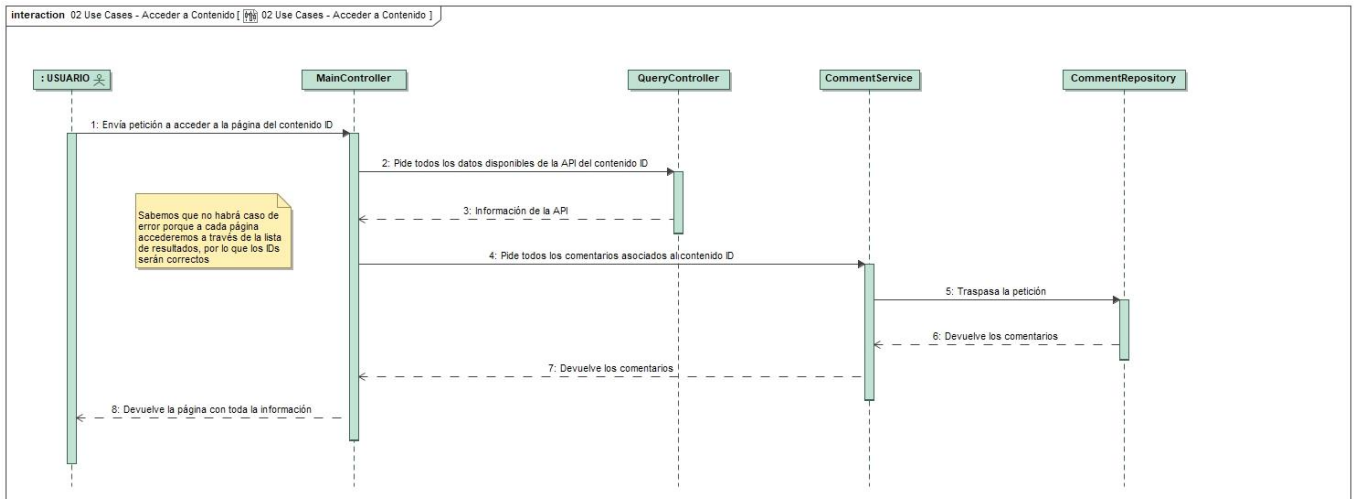 interaction 02 Use Cases - Acceder a Contenido [ 02 Use Cases - Acceder a Contenido ]
: USUARIO
MainController
QueryController
CommentService
CommentRepository
1: Envía petición a acceder a la página del contenido ID
2: Pide todos los datos disponibles de la API del contenido ID
3: Información de la API
Sabemos que no habrá caso de
error porque a cada página
accederemos a través de la lista
de resultados, por lo que los IDs
serán correctos
4: Pide todos los comentarios asociados al contenido ID
5: Traspasa la petición
6: Devuelve los comentarios
7: Devuelve los comentarios
8: Devuelve la página con toda la información